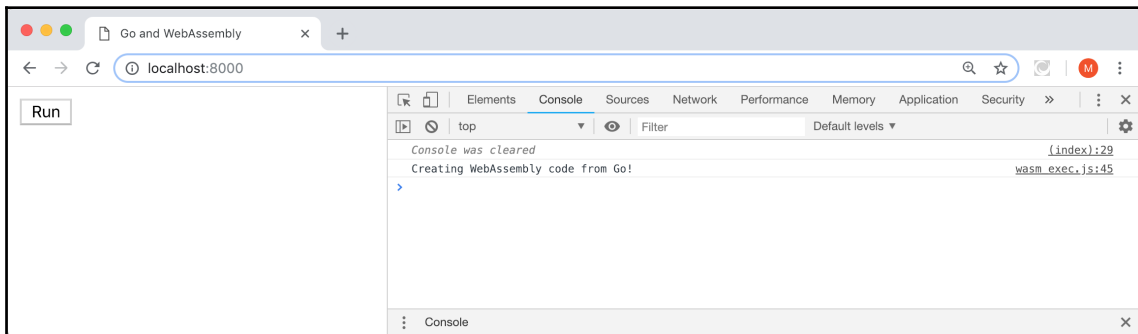 Go and WebAssembly
localhost:8000
M
Run
Elements Console Sources Network Performance Memory Application Security »
top Filter Default levels ▼
Console was cleared (index):29
Creating WebAssembly code from Go! wasm_exec.js:45
>
Console